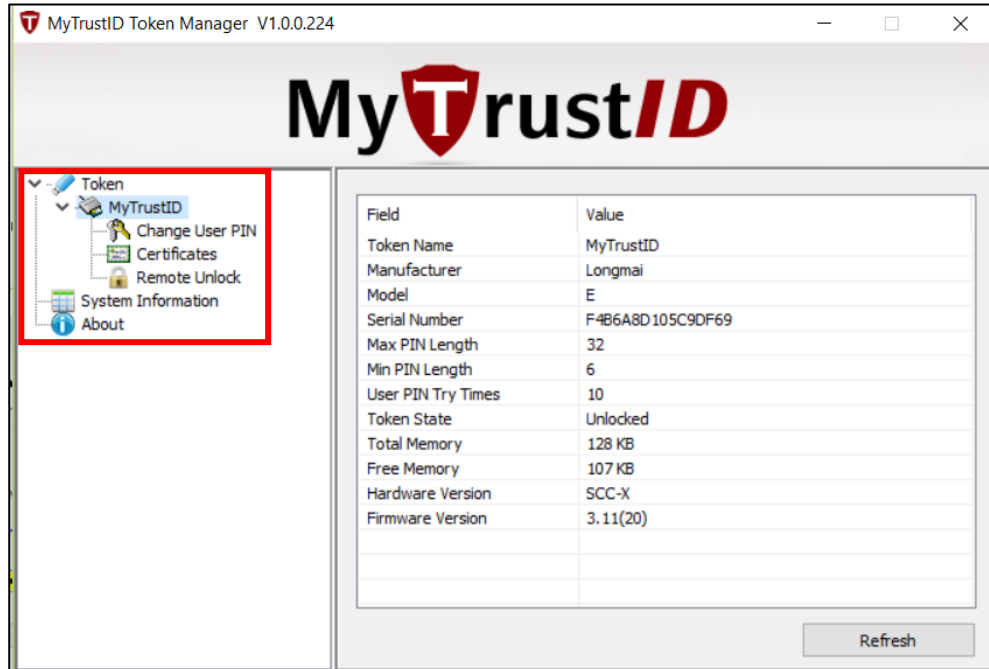 MyTrustID Token Manager V1.0.0.224
MyTrustID
Token
MyTrustID
Change User PIN
Certificates
Remote Unlock
System Information
About
Field Value
Token Name MyTrustID
Manufacturer Longmai
Model E
Serial Number F4B6A8D105C9DF69
Max PIN Length 32
Min PIN Length 6
User PIN Try Times 10
Token State Unlocked
Total Memory 128 KB
Free Memory 107 KB
Hardware Version SCC-X
Firmware Version 3.11(20)
Refresh